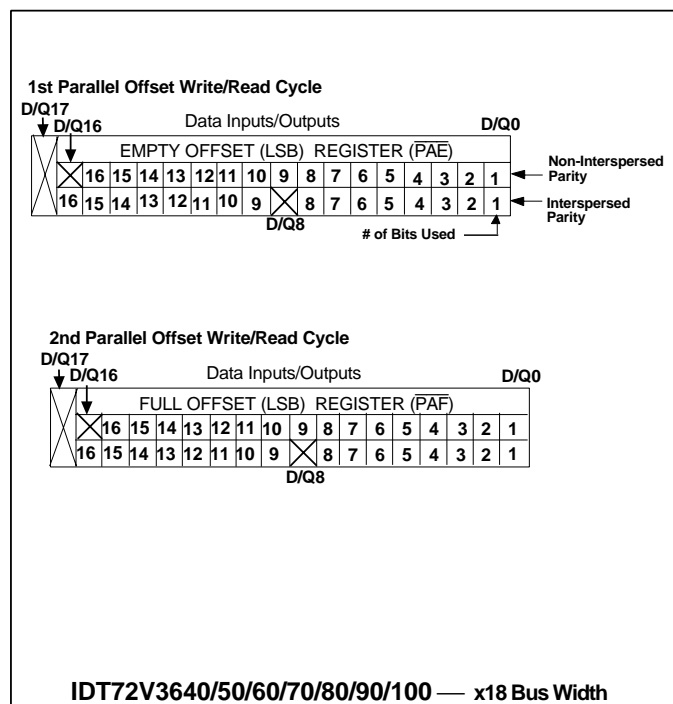 1st Parallel Offset Write/Read Cycle
D/Q17
D/Q16 Data Inputs/Outputs D/Q0
EMPTY OFFSET (LSB) REGISTER (PAE)
16 15 14 13 12 11 10 9 8 7 6 5 4 3 2 1 Non-Interspersed Parity
16 15 14 13 12 11 10 9 8 7 6 5 4 3 2 1 Interspersed Parity
D/Q8
# of Bits Used
2nd Parallel Offset Write/Read Cycle
D/Q17
D/Q16 Data Inputs/Outputs D/Q0
FULL OFFSET (LSB) REGISTER (PAF)
16 15 14 13 12 11 10 9 8 7 6 5 4 3 2 1
16 15 14 13 12 11 10 9 8 7 6 5 4 3 2 1
D/Q8
IDT72V3640/50/60/70/80/90/100 — x18 Bus Width